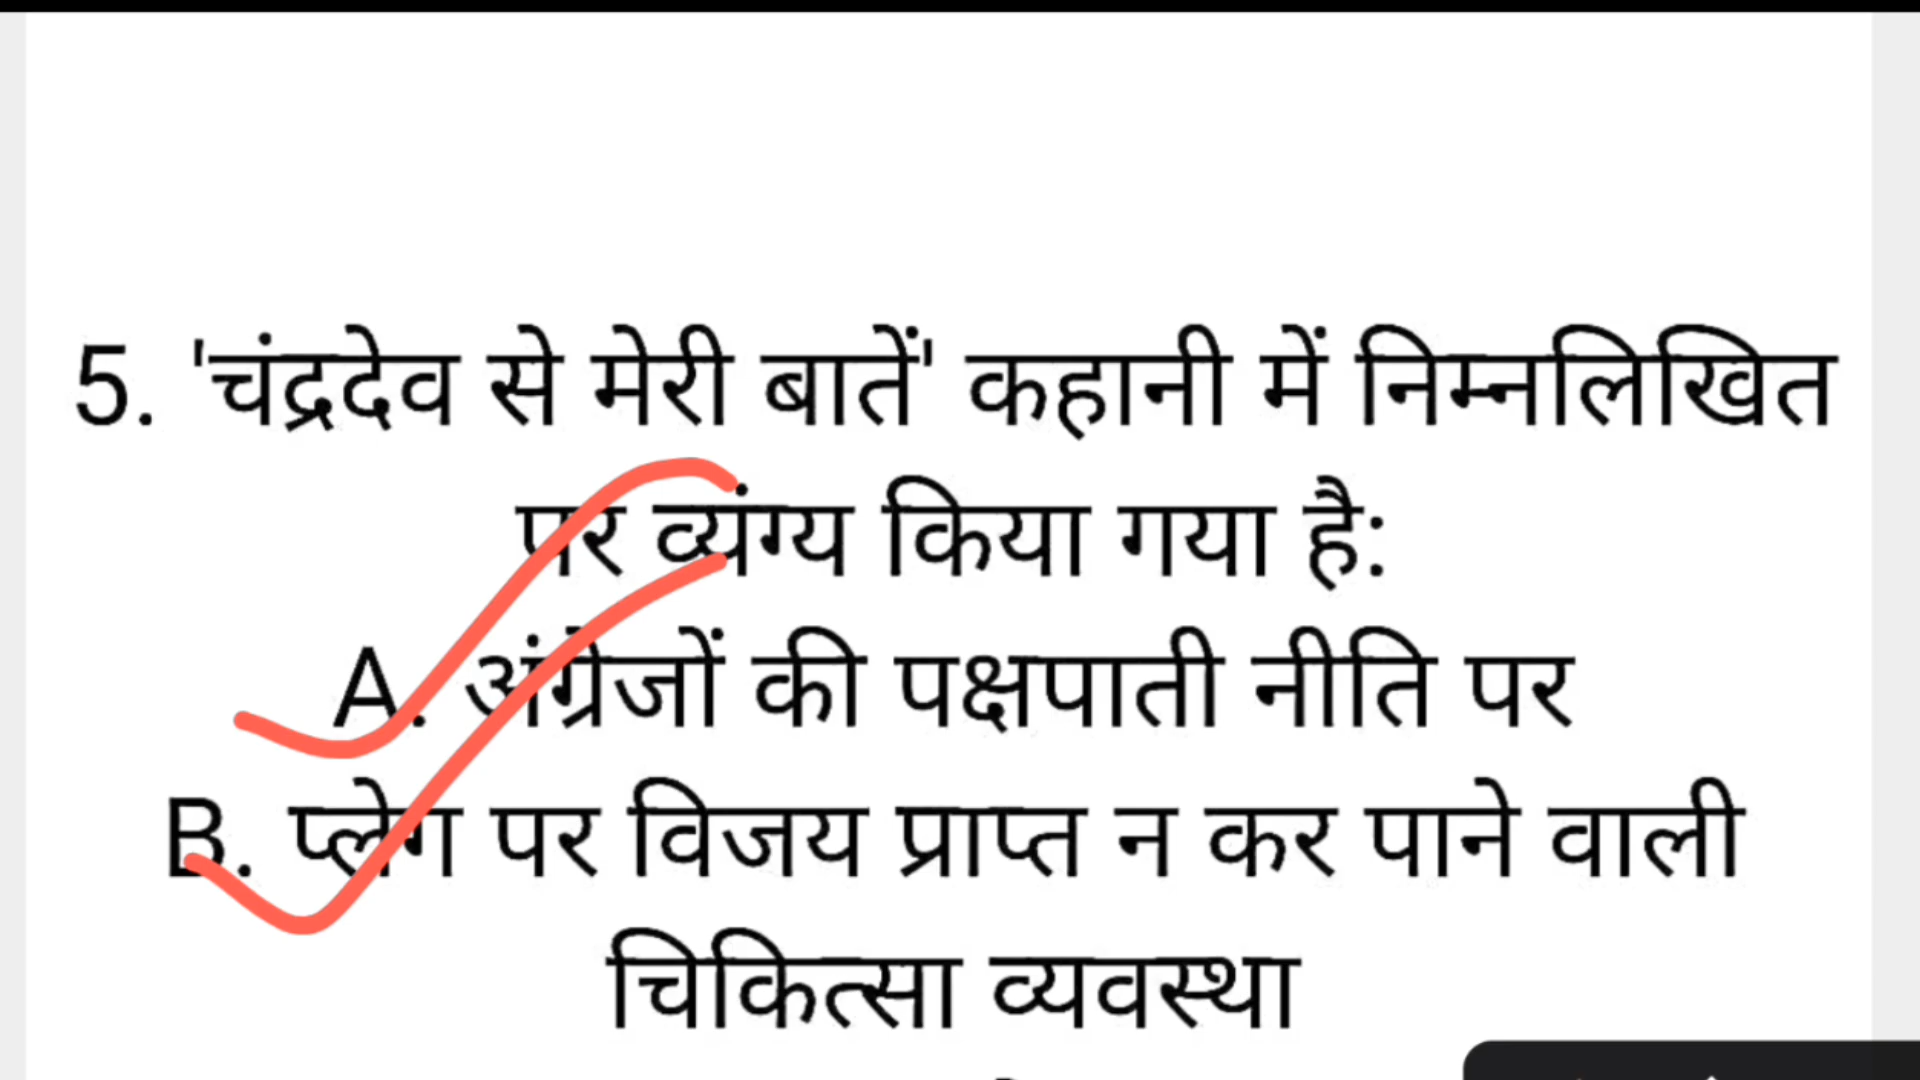 5. 'चंद्रदेव से मेरी बातें' कहानी में निम्नलिखित
पर व्यंग्य किया गया है:
A. अंग्रेजों की पक्षपाती नीति पर
B. प्लेग पर विजय प्राप्त न कर पाने वाली
चिकित्सा व्यवस्था